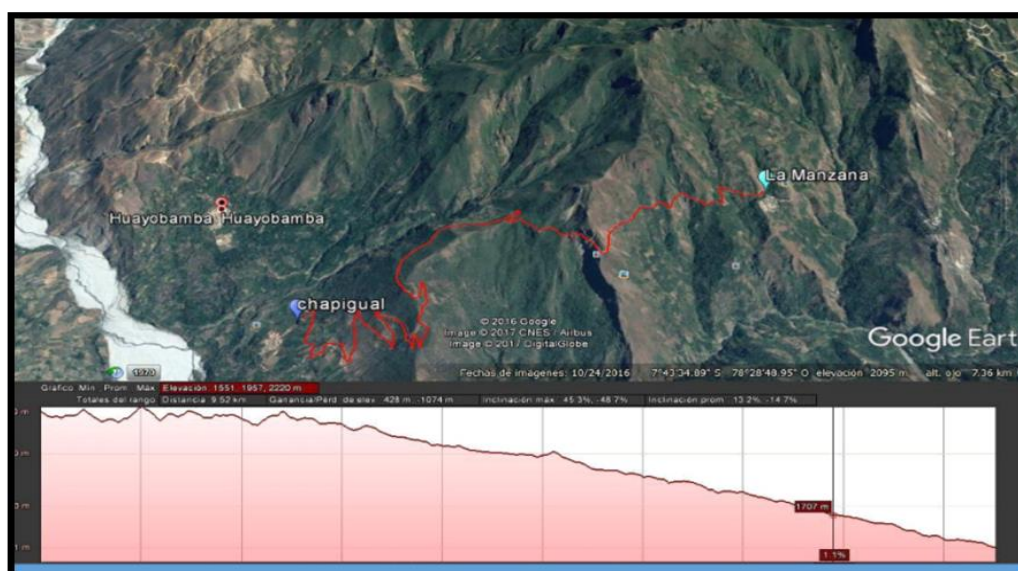 La Manzana
Huayobamba Huayobamba
chapigual
© 2016 Google
Image © 2017 CNES / Airbus
Image © 2017 DigitalGlobe
Google Eart
1970
Fechas de imágenes: 10/24/2016 7°43'34.89" S 78°28'48.95" O elevación 2095 m alt. ojo 7.36 km
Gráfico Mín. Prom. Máx. Elevación: 1551, 1957, 2220 m
Totales del rango: Distancia: 9.52 km Ganancia/Pérd. de elev.: 428 m, -1074 m Inclinación máx.: 45.3%, -48.7% Inclinación prom.: 13.2%, -14.7%
1707 m
1.1%